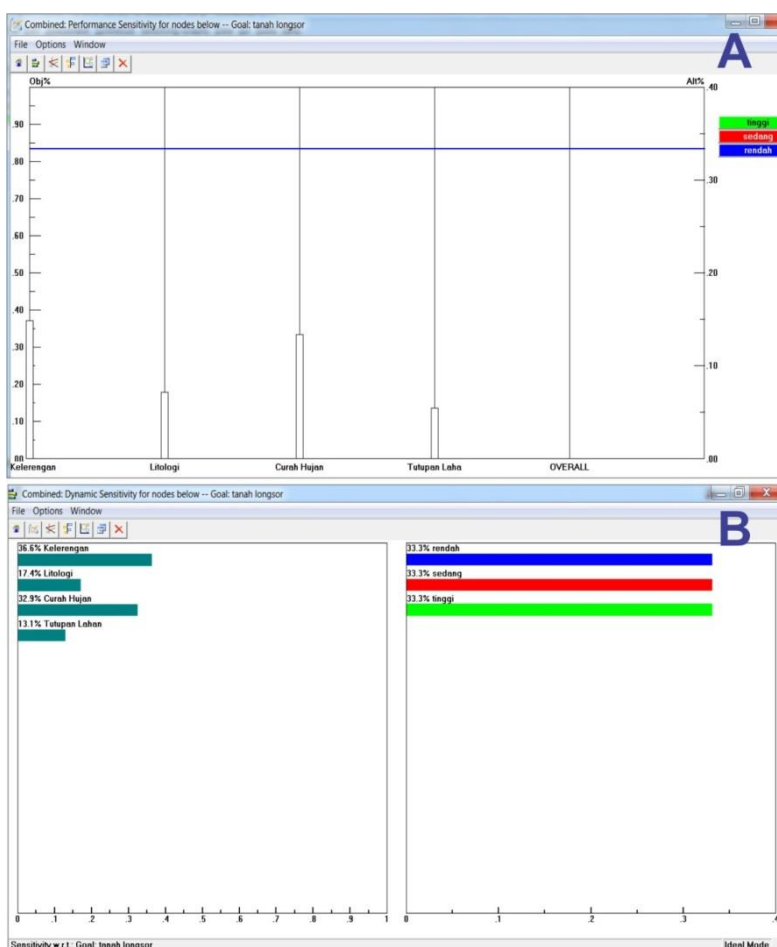 Combined: Performance Sensitivity for nodes below -- Goal: tanah longsor
A
File Options Window
Obj%
Alt%
.90
.80
.70
.60
.50
.40
.30
.20
.10
.00
.40
.30
.20
.10
.00
tinggi
sedang
rendah
Kelerengan Litologi Curah Hujan Tutupan Laha OVERALL
Combined: Dynamic Sensitivity for nodes below -- Goal: tanah longsor
B
File Options Window
36.6% Kelerengan
17.4% Litologi
32.9% Curah Hujan
13.1% Tutupan Lahan
33.3% rendah
33.3% sedang
33.3% tinggi
0 .1 .2 .3 .4 .5 .6 .7 .8 .9 1
0 .1 .2 .3 .4
Sensitivity w.r.t.: Goal: tanah longsor
Ideal Mode